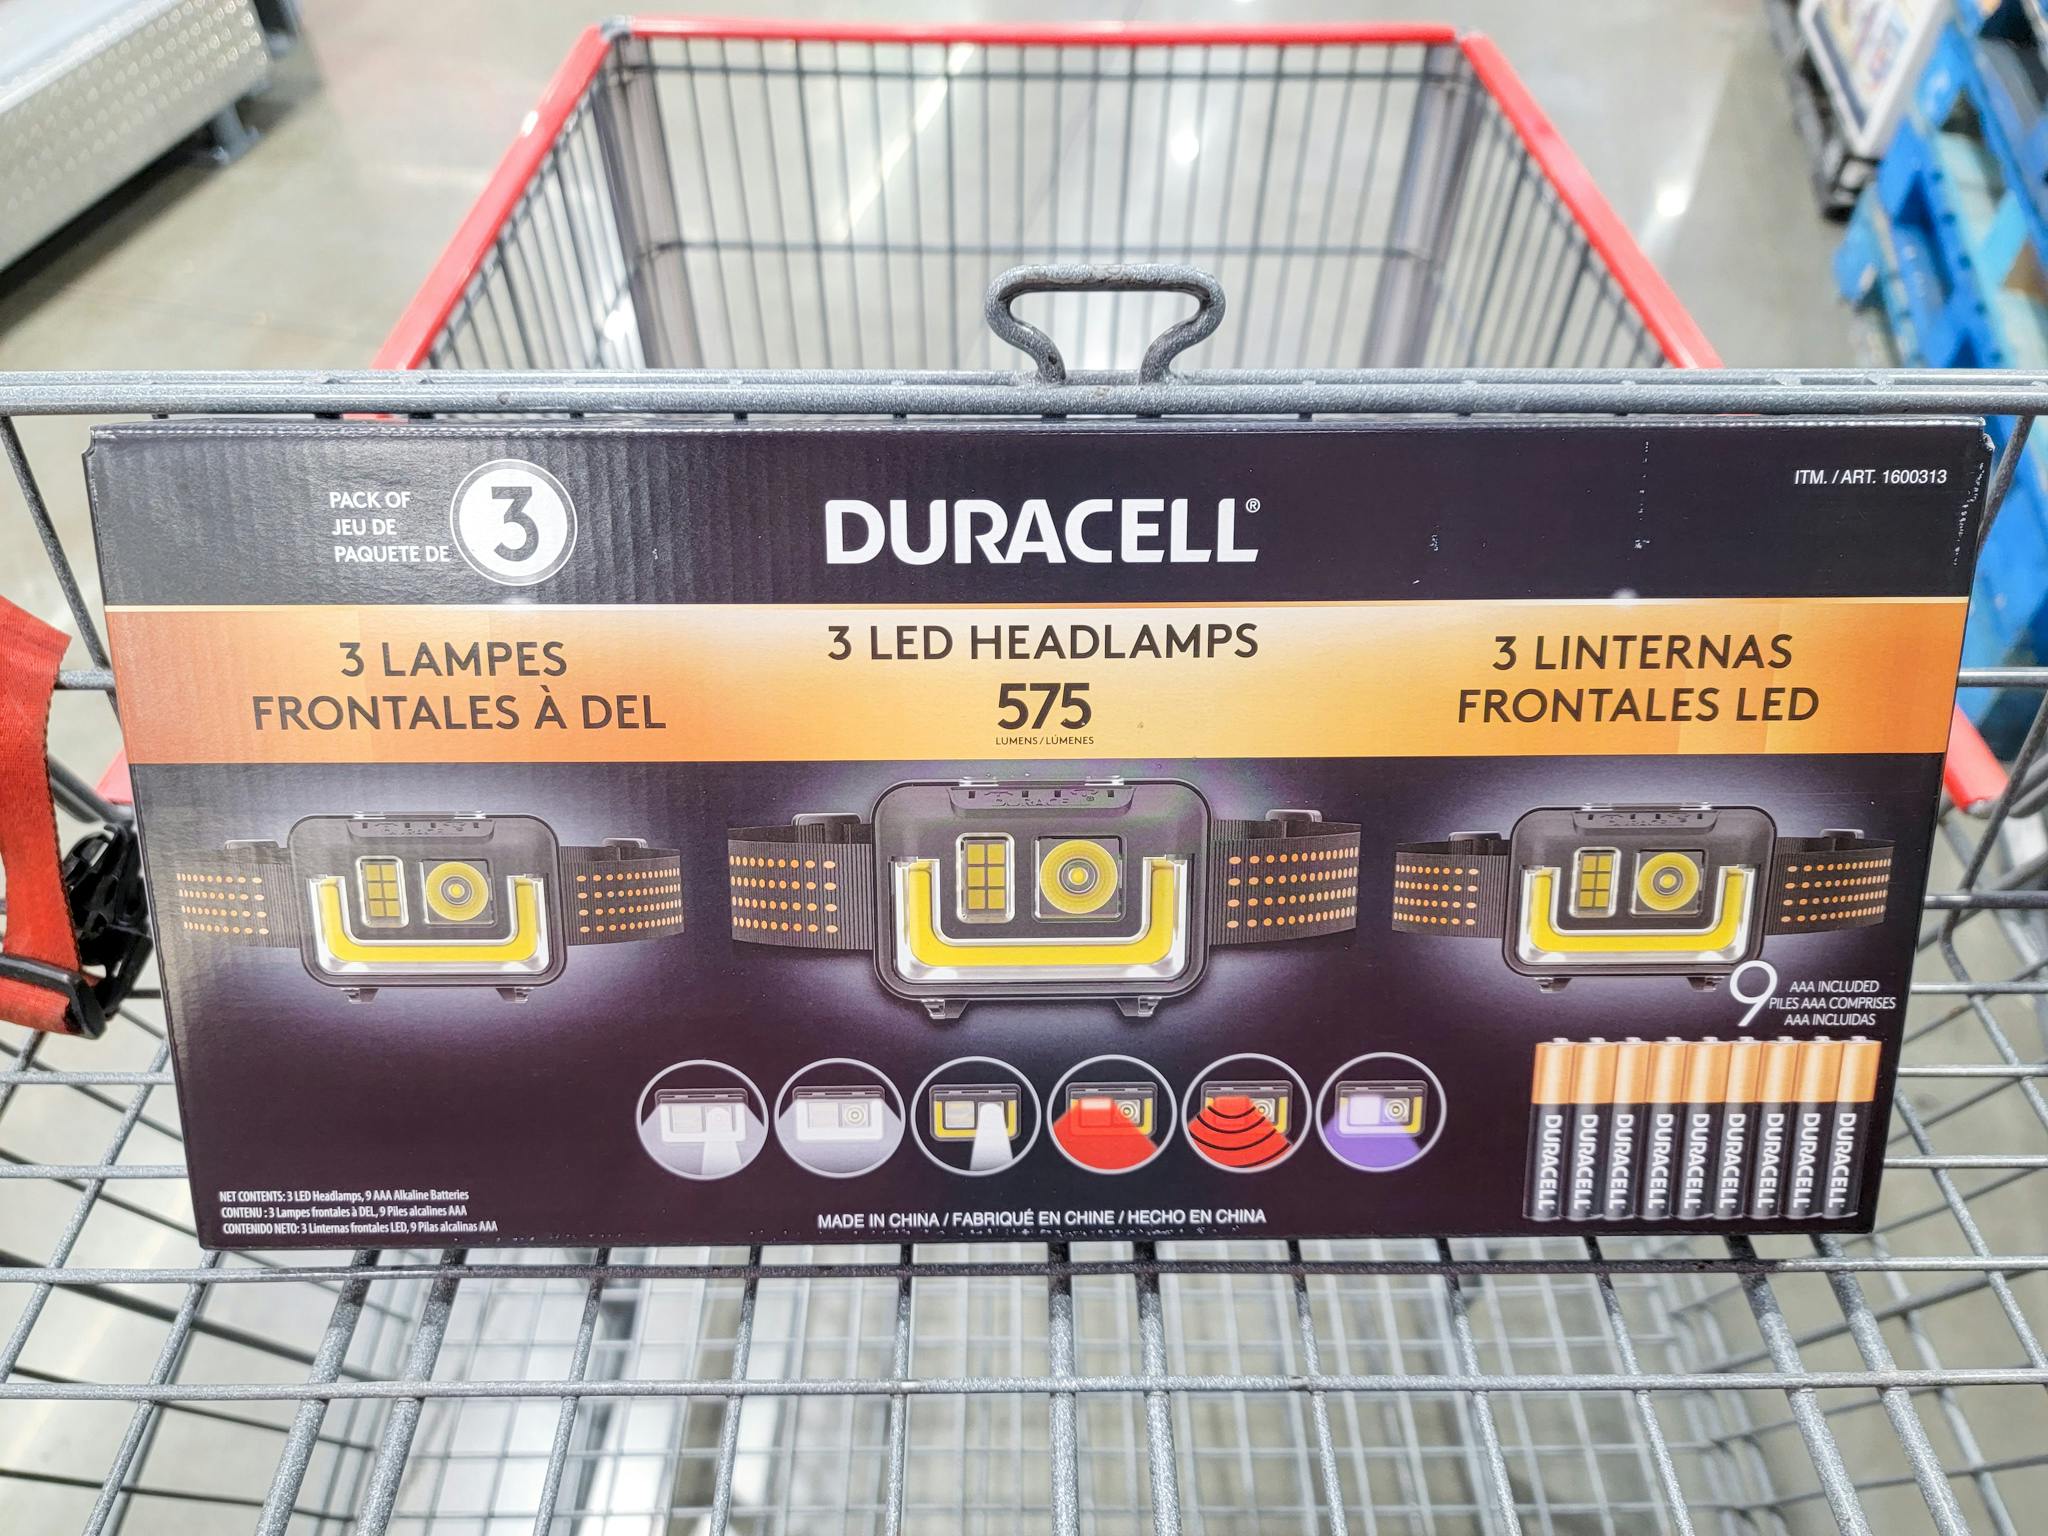 PACK OF
JEU DE
PAQUETE DE
3
DURACELL®
ITM. / ART. 1600313
3 LAMPES
FRONTALES À DEL
3 LED HEADLAMPS
575
LUMENS / LÚMENES
3 LINTERNAS
FRONTALES LED
DURACELL
DURACELL®
DURACELL
9
AAA INCLUDED
PILES AAA COMPRISES
AAA INCLUIDAS
DURACELL
DURACELL
DURACELL
DURACELL
DURACELL
DURACELL
DURACELL
DURACELL
DURACELL
NET CONTENTS: 3 LED Headlamps, 9 AAA Alkaline Batteries
CONTENU : 3 Lampes frontales à DEL, 9 Piles alcalines AAA
CONTENIDO NETO: 3 Linternas frontales LED, 9 Pilas alcalinas AAA
MADE IN CHINA / FABRIQUÉ EN CHINE / HECHO EN CHINA